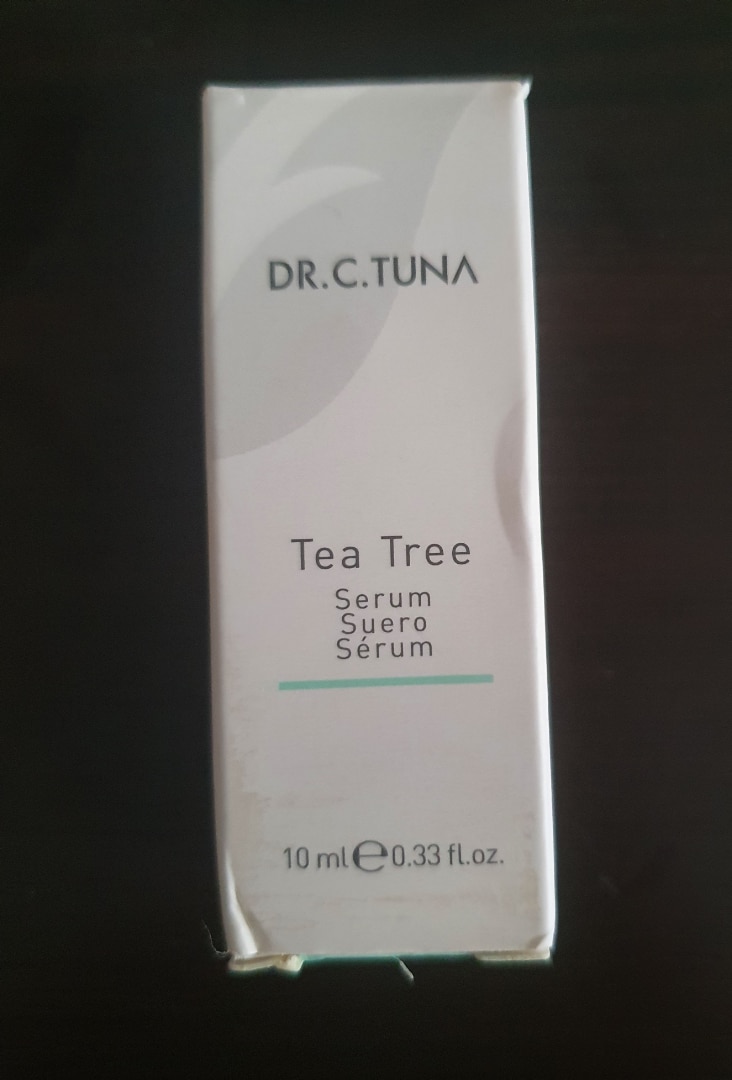 DR.C.TUNA
Tea Tree
Serum
Suero
Sérum
10 ml℮0.33 fl.oz.